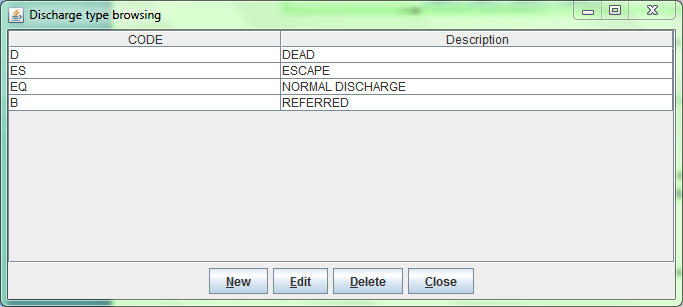 Discharge type browsing
CODE Description
D DEAD
ES ESCAPE
EQ NORMAL DISCHARGE
B REFERRED
New Edit Delete Close